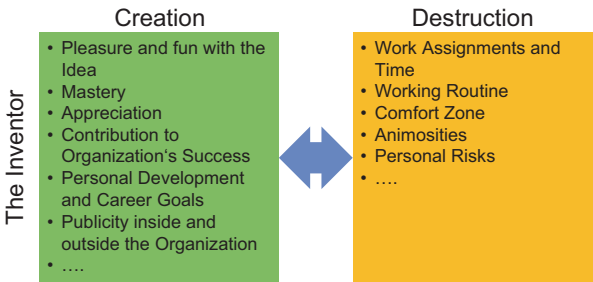 Creation
Destruction
The Inventor
• Pleasure and fun with the
Idea
• Mastery
• Appreciation
• Contribution to
Organization‘s Success
• Personal Development
and Career Goals
• Publicity inside and
outside the Organization
• ....
• Work Assignments and
Time
• Working Routine
• Comfort Zone
• Animosities
• Personal Risks
• ....